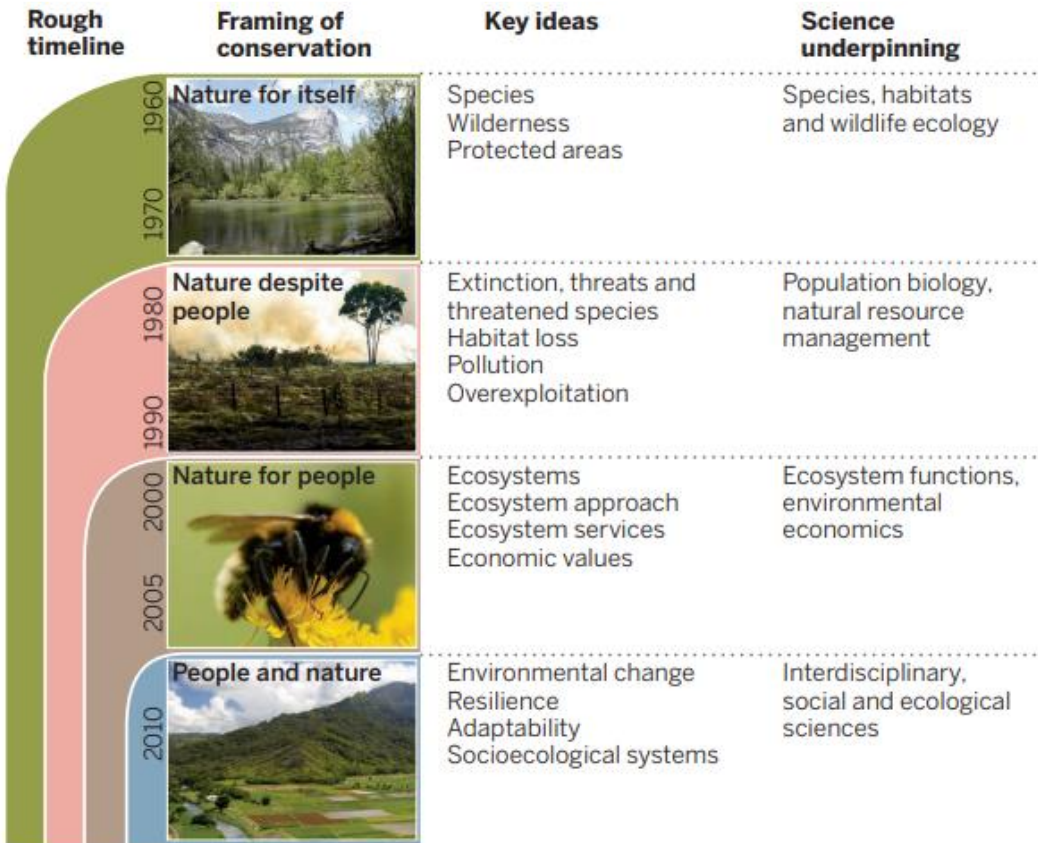 Rough
timeline
Framing of
conservation
Key ideas
Science
underpinning
1960
1970
Nature for itself
Species
Wilderness
Protected areas
Species, habitats
and wildlife ecology
1980
1990
Nature despite
people
Extinction, threats and
threatened species
Habitat loss
Pollution
Overexploitation
Population biology,
natural resource
management
2000
2005
Nature for people
Ecosystems
Ecosystem approach
Ecosystem services
Economic values
Ecosystem functions,
environmental
economics
2010
People and nature
Environmental change
Resilience
Adaptability
Socioecological systems
Interdisciplinary,
social and ecological
sciences